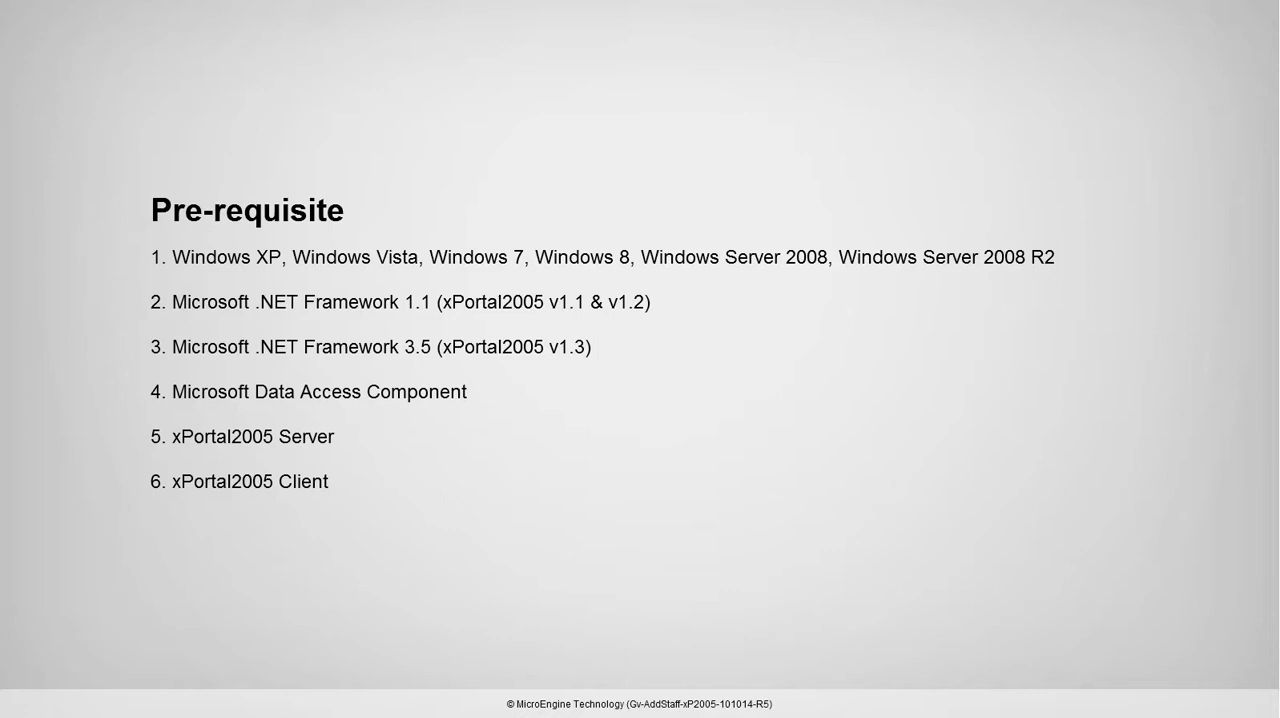 Pre-requisite
1. Windows XP, Windows Vista, Windows 7, Windows 8, Windows Server 2008, Windows Server 2008 R2
2. Microsoft .NET Framework 1.1 (xPortal2005 v1.1 & v1.2)
3. Microsoft .NET Framework 3.5 (xPortal2005 v1.3)
4. Microsoft Data Access Component
5. xPortal2005 Server
6. xPortal2005 Client
© MicroEngine Technology (Gv-AddStaff-xP2005-101014-R5)